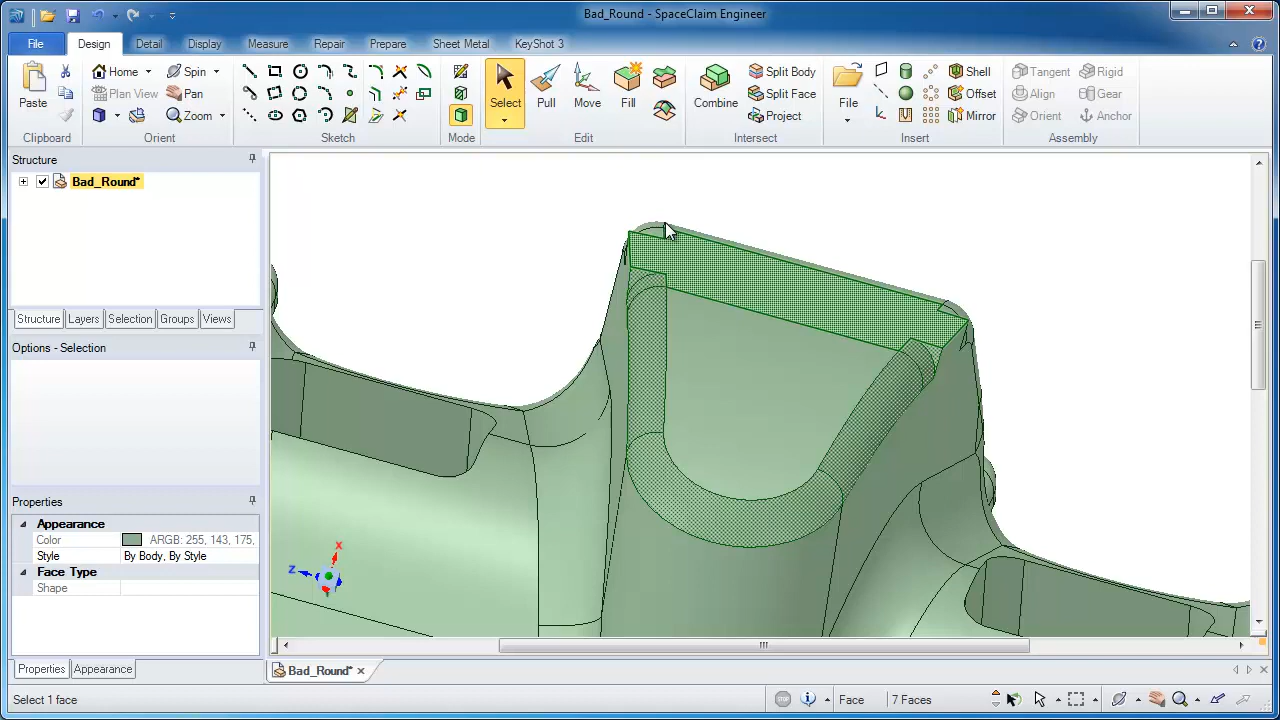 Bad_Round - SpaceClaim Engineer
File Design Detail Display Measure Repair Prepare Sheet Metal KeyShot 3
Paste
Clipboard
Home Spin
Plan View Pan
Zoom
Orient
Sketch
Mode
Select Pull Move Fill
Edit
Combine
Split Body
Split Face
Project
Intersect
File
Shell
Offset
Mirror
Insert
Tangent Rigid
Align Gear
Orient Anchor
Assembly
Structure
Bad_Round*
Structure Layers Selection Groups Views
Options - Selection
Properties
Appearance
Color ARGB: 255, 143, 175,
Style By Body, By Style
Face Type
Shape
Properties Appearance
X
Z
Bad_Round*
Select 1 face
STOP
Face 7 Faces